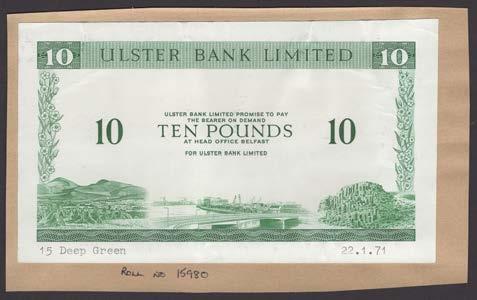 10 ULSTER BANK LIMITED 10
ULSTER BANK LIMITED PROMISE TO PAY
THE BEARER ON DEMAND
10 TEN POUNDS 10
AT HEAD OFFICE BELFAST
FOR ULSTER BANK LIMITED
15 Deep Green 22.1.71
ROLL NO 15980